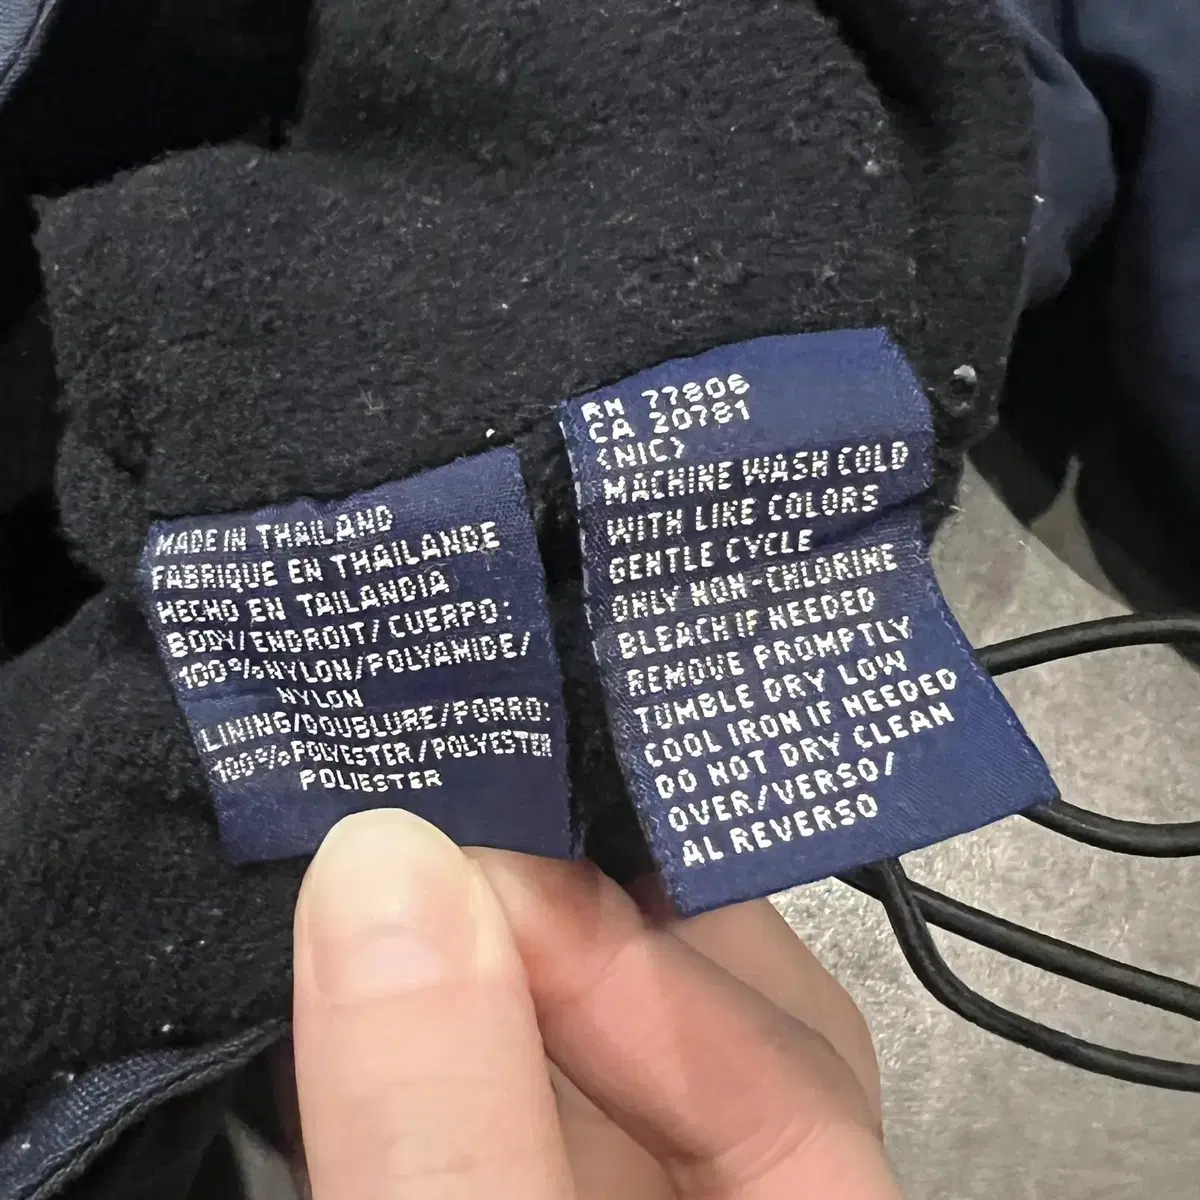 MADE IN THAILAND
FABRIQUE EN THAILANDE
HECHO EN TAILANDIA
BODY/ENDROIT/CUERPO:
100%NYLON/POLYAMIDE/
NYLON
LINING/DOUBLURE/FORRO:
100%POLYESTER/POLYESTER
POLIESTER
RN 77806
CA 20781
(NIC)
MACHINE WASH COLD
WITH LIKE COLORS
GENTLE CYCLE
ONLY NON-CHLORINE
BLEACH IF NEEDED
REMOVE PROMPTLY
TUMBLE DRY LOW
COOL IRON IF NEEDED
DO NOT DRY CLEAN
OVER/VERSO/
AL REVERSO